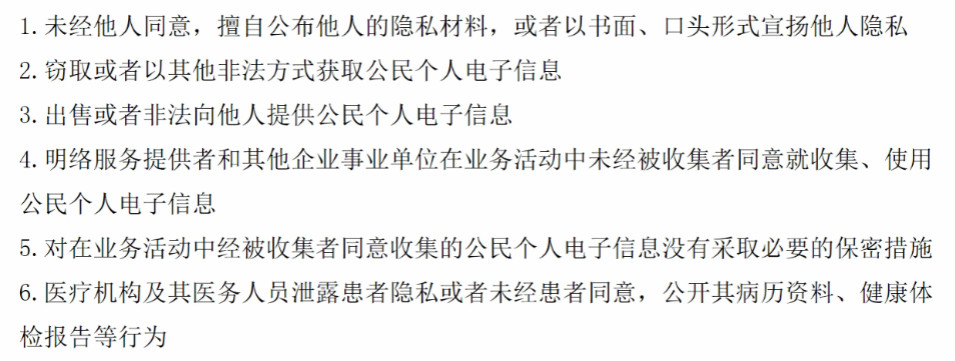 1.未经他人同意，擅自公布他人的隐私材料，或者以书面、口头形式宣扬他人隐私
2.窃取或者以其他非法方式获取公民个人电子信息
3.出售或者非法向他人提供公民个人电子信息
4.明络服务提供者和其他企业事业单位在业务活动中未经被收集者同意就收集、使用
公民个人电子信息
5.对在业务活动中经被收集者同意收集的公民个人电子信息没有采取必要的保密措施
6.医疗机构及其医务人员泄露患者隐私或者未经患者同意，公开其病历资料、健康体
检报告等行为